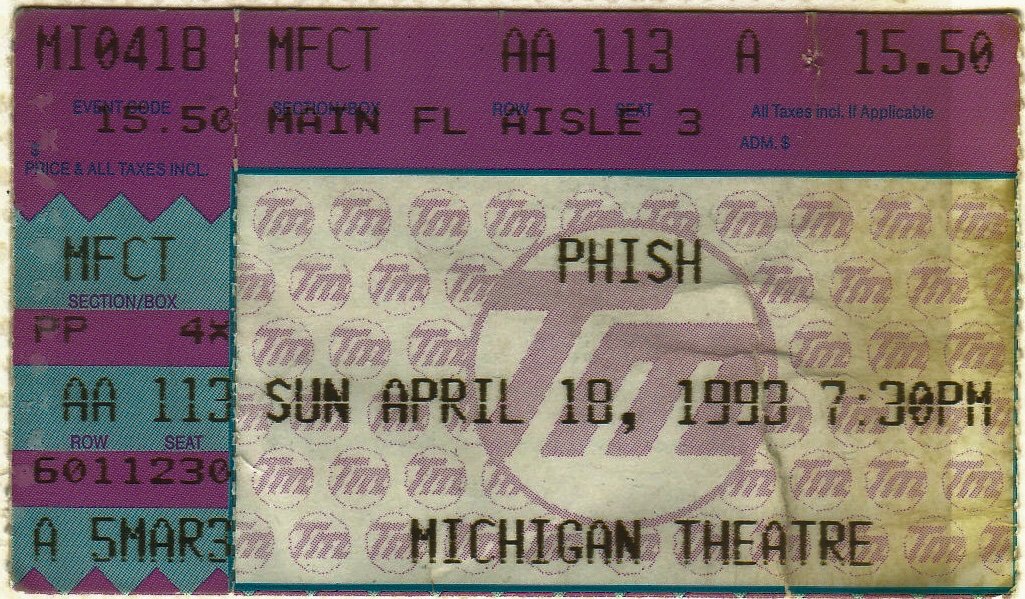 MI0418
EVENT CODE
15.50
$
PRICE & ALL TAXES INCL.
MFCT
SECTION/BOX
PP 4x
AA 113
ROW SEAT
6011230
A 5MAR3
MFCT AA 113 A 15.50
SECTION/BOX ROW SEAT All Taxes incl. If Applicable
MAIN FL AISLE 3
ADM. $
PHISH
SUN APRIL 18, 1993 7:30PM
MICHIGAN THEATRE
Tm